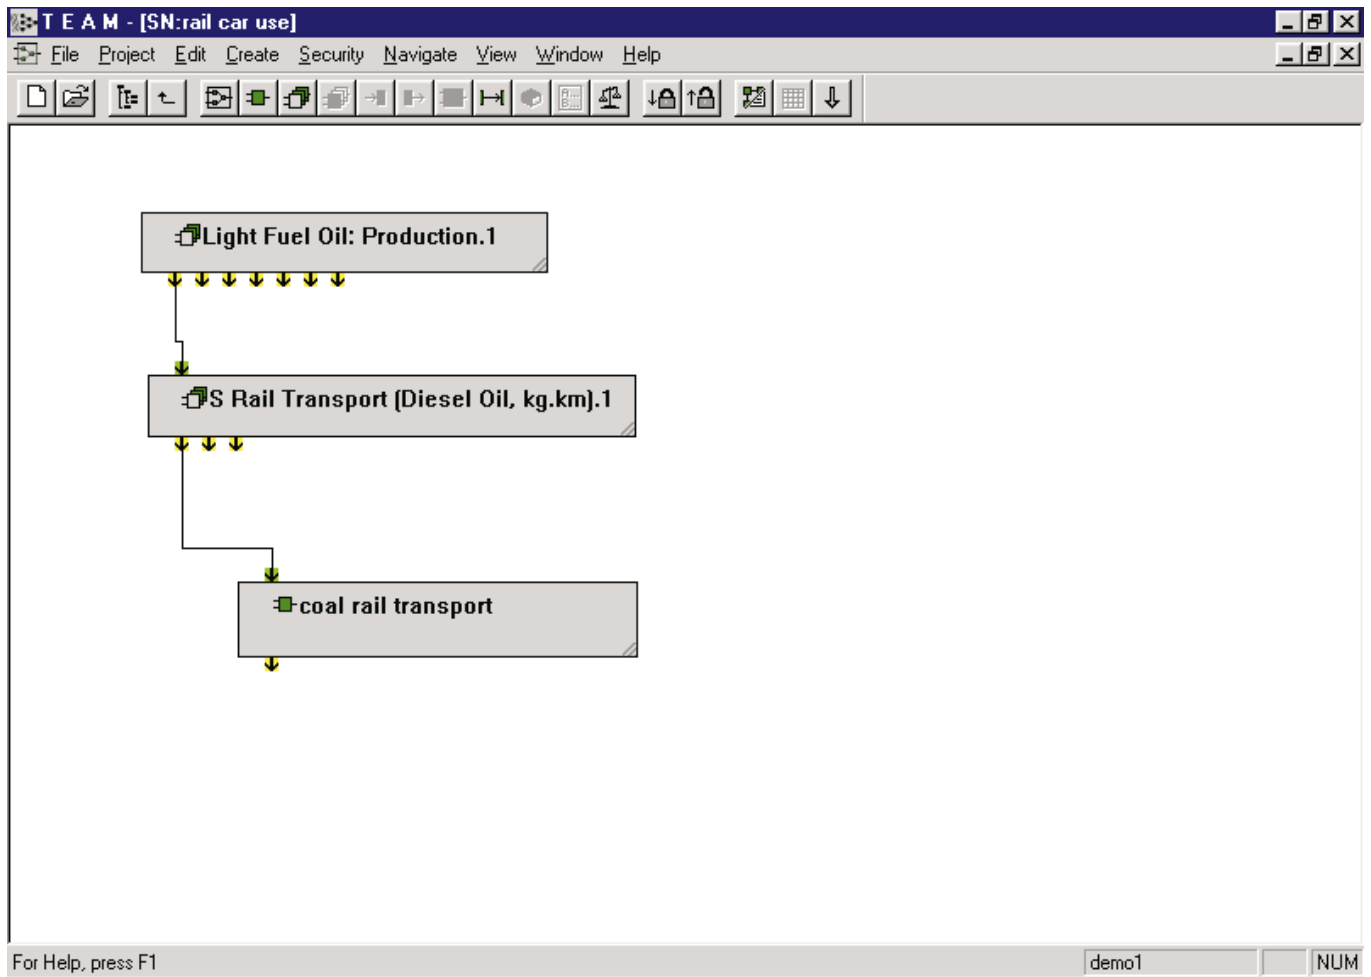 T E A M - [SN:rail car use]
File Project Edit Create Security Navigate View Window Help
Light Fuel Oil: Production.1
S Rail Transport (Diesel Oil, kg.km).1
coal rail transport
For Help, press F1 demo1 NUM